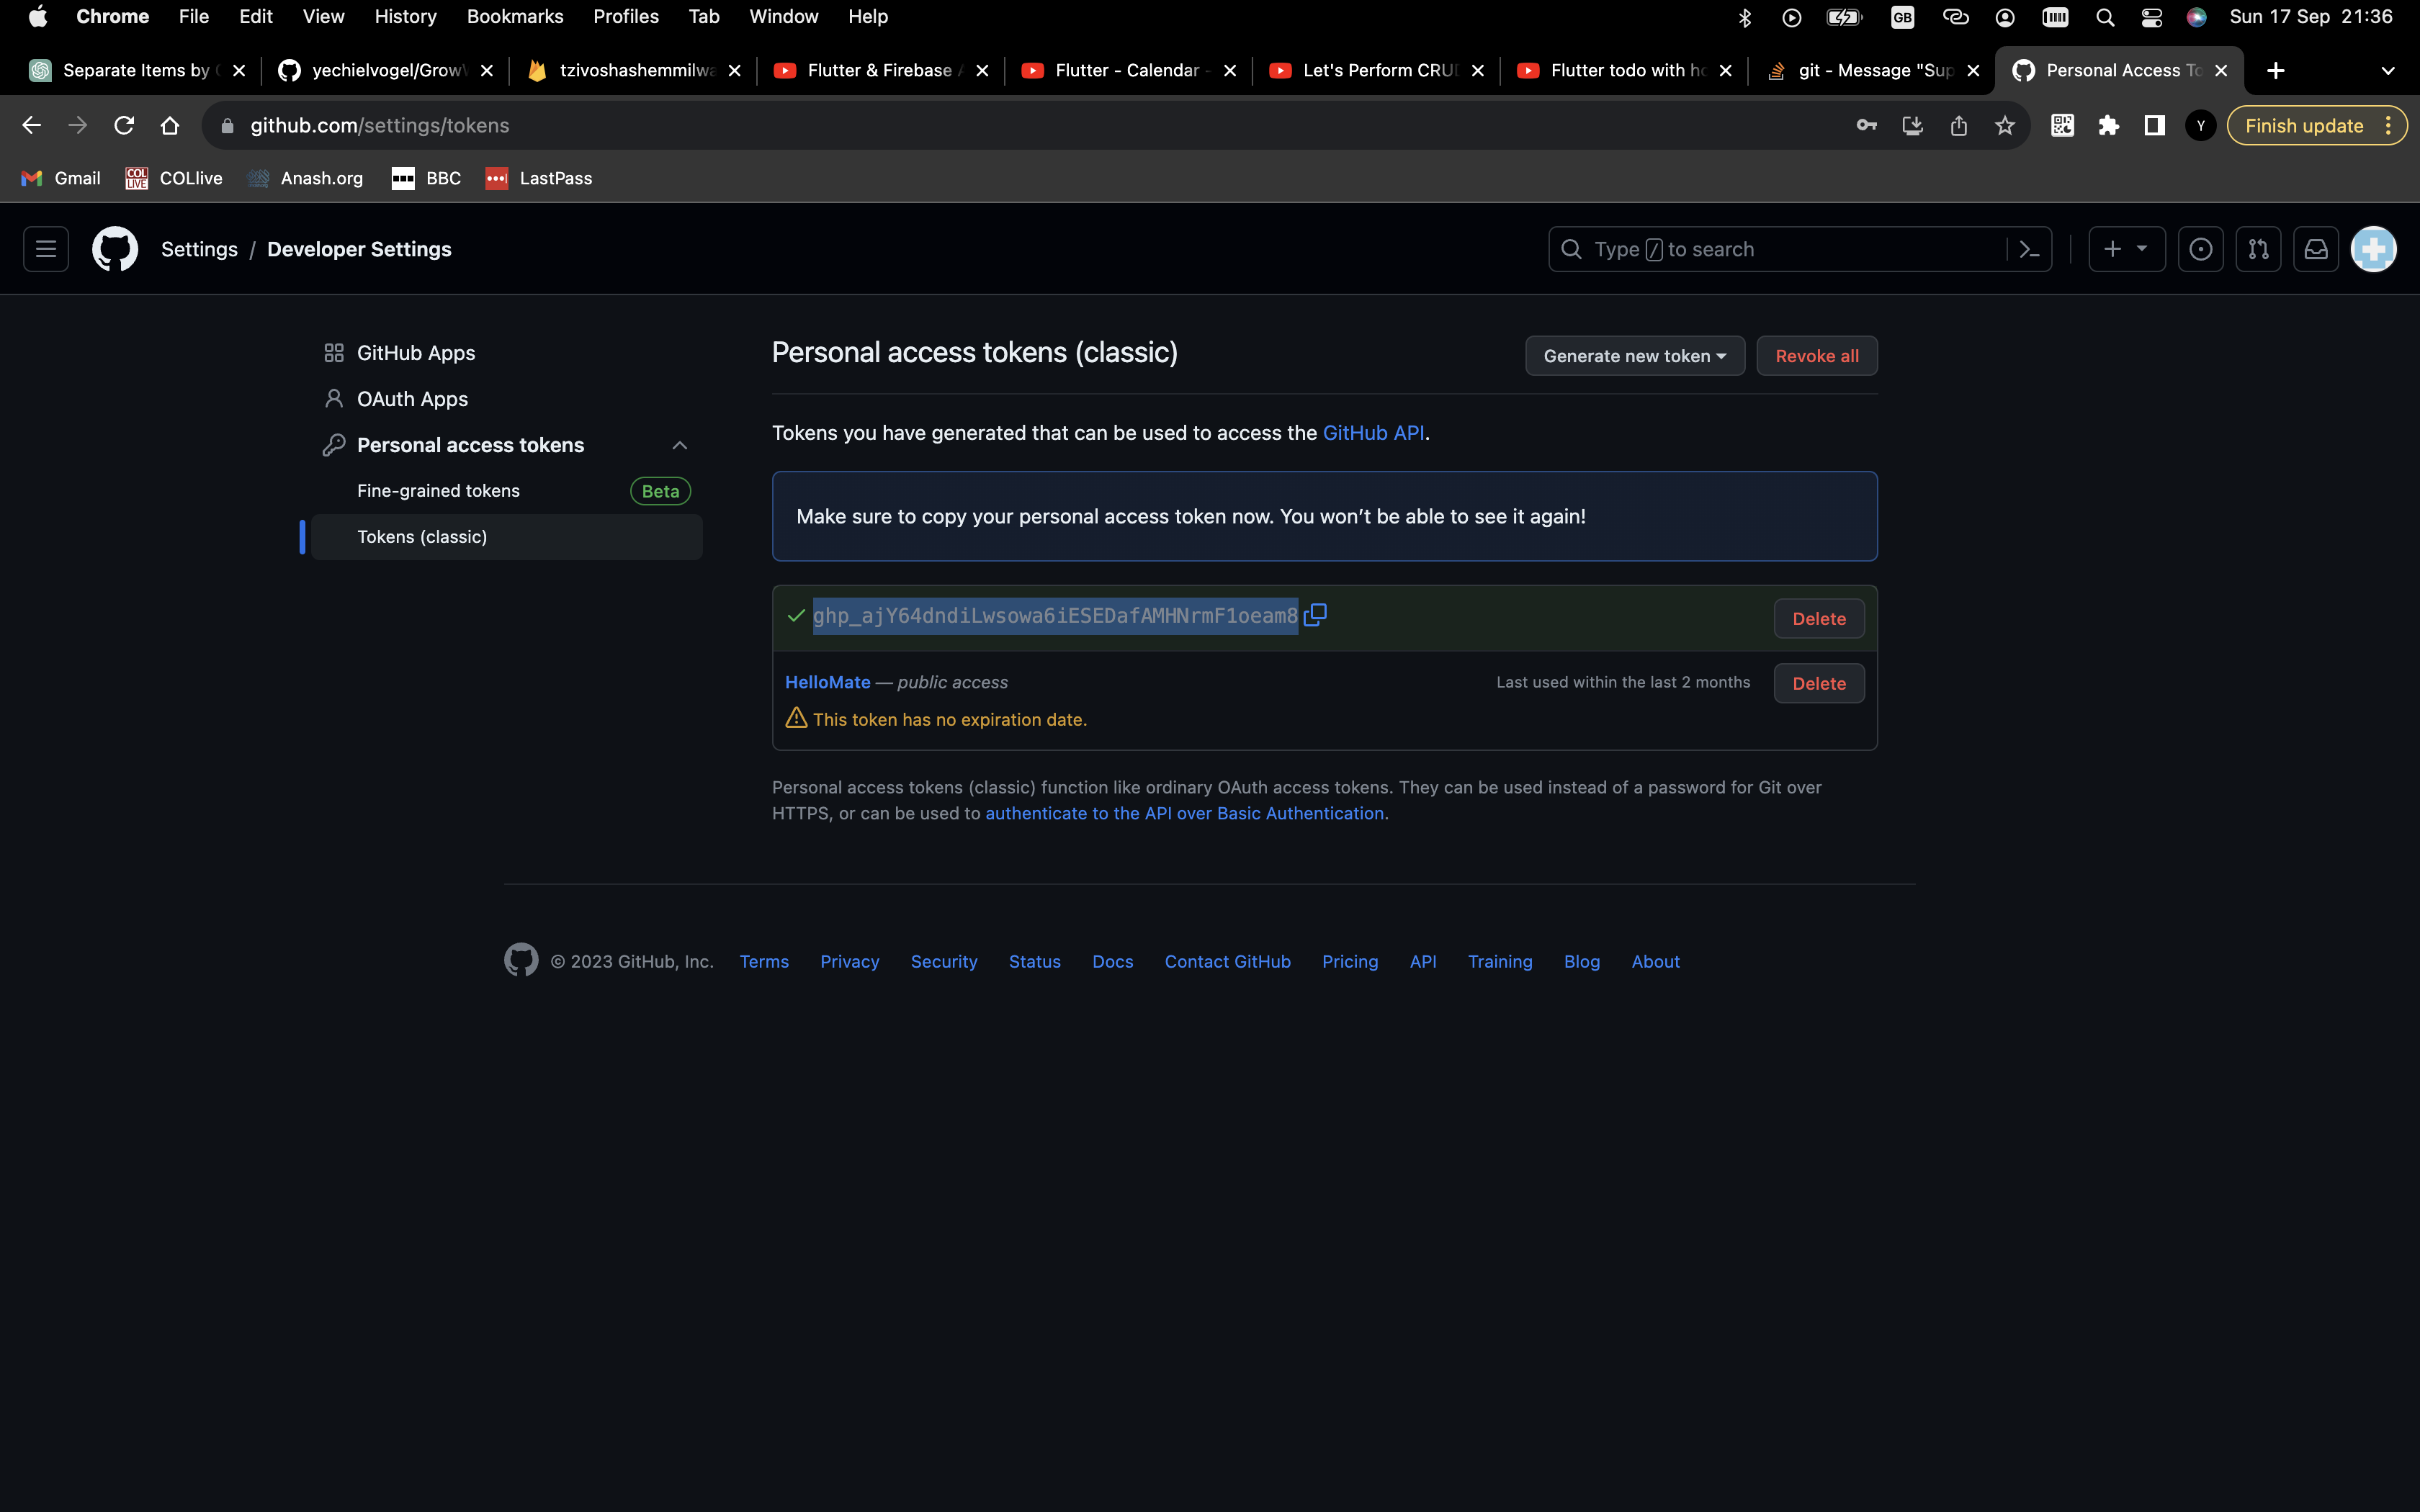 Chrome File Edit View History Bookmarks Profiles Tab Window Help
GB
Sun 17 Sep 21:36
Separate Items by
yechielvogel/Grow
tzivoshashemmilwa
Flutter & Firebase
Flutter - Calendar -
Let's Perform CRU
Flutter todo with ho
git - Message "Sup
Personal Access To
github.com/settings/tokens
Y
Finish update
Gmail
COL LIVE COLlive
Anash.org
BBC
LastPass
Settings / Developer Settings
Type / to search
GitHub Apps
OAuth Apps
Personal access tokens
Fine-grained tokens Beta
Tokens (classic)
Personal access tokens (classic)
Generate new token
Revoke all
Tokens you have generated that can be used to access the GitHub API.
Make sure to copy your personal access token now. You won’t be able to see it again!
[access token redacted]
Delete
HelloMate — public access
Last used within the last 2 months
Delete
This token has no expiration date.
Personal access tokens (classic) function like ordinary OAuth access tokens. They can be used instead of a password for Git over
HTTPS, or can be used to authenticate to the API over Basic Authentication.
© 2023 GitHub, Inc. Terms Privacy Security Status Docs Contact GitHub Pricing API Training Blog About